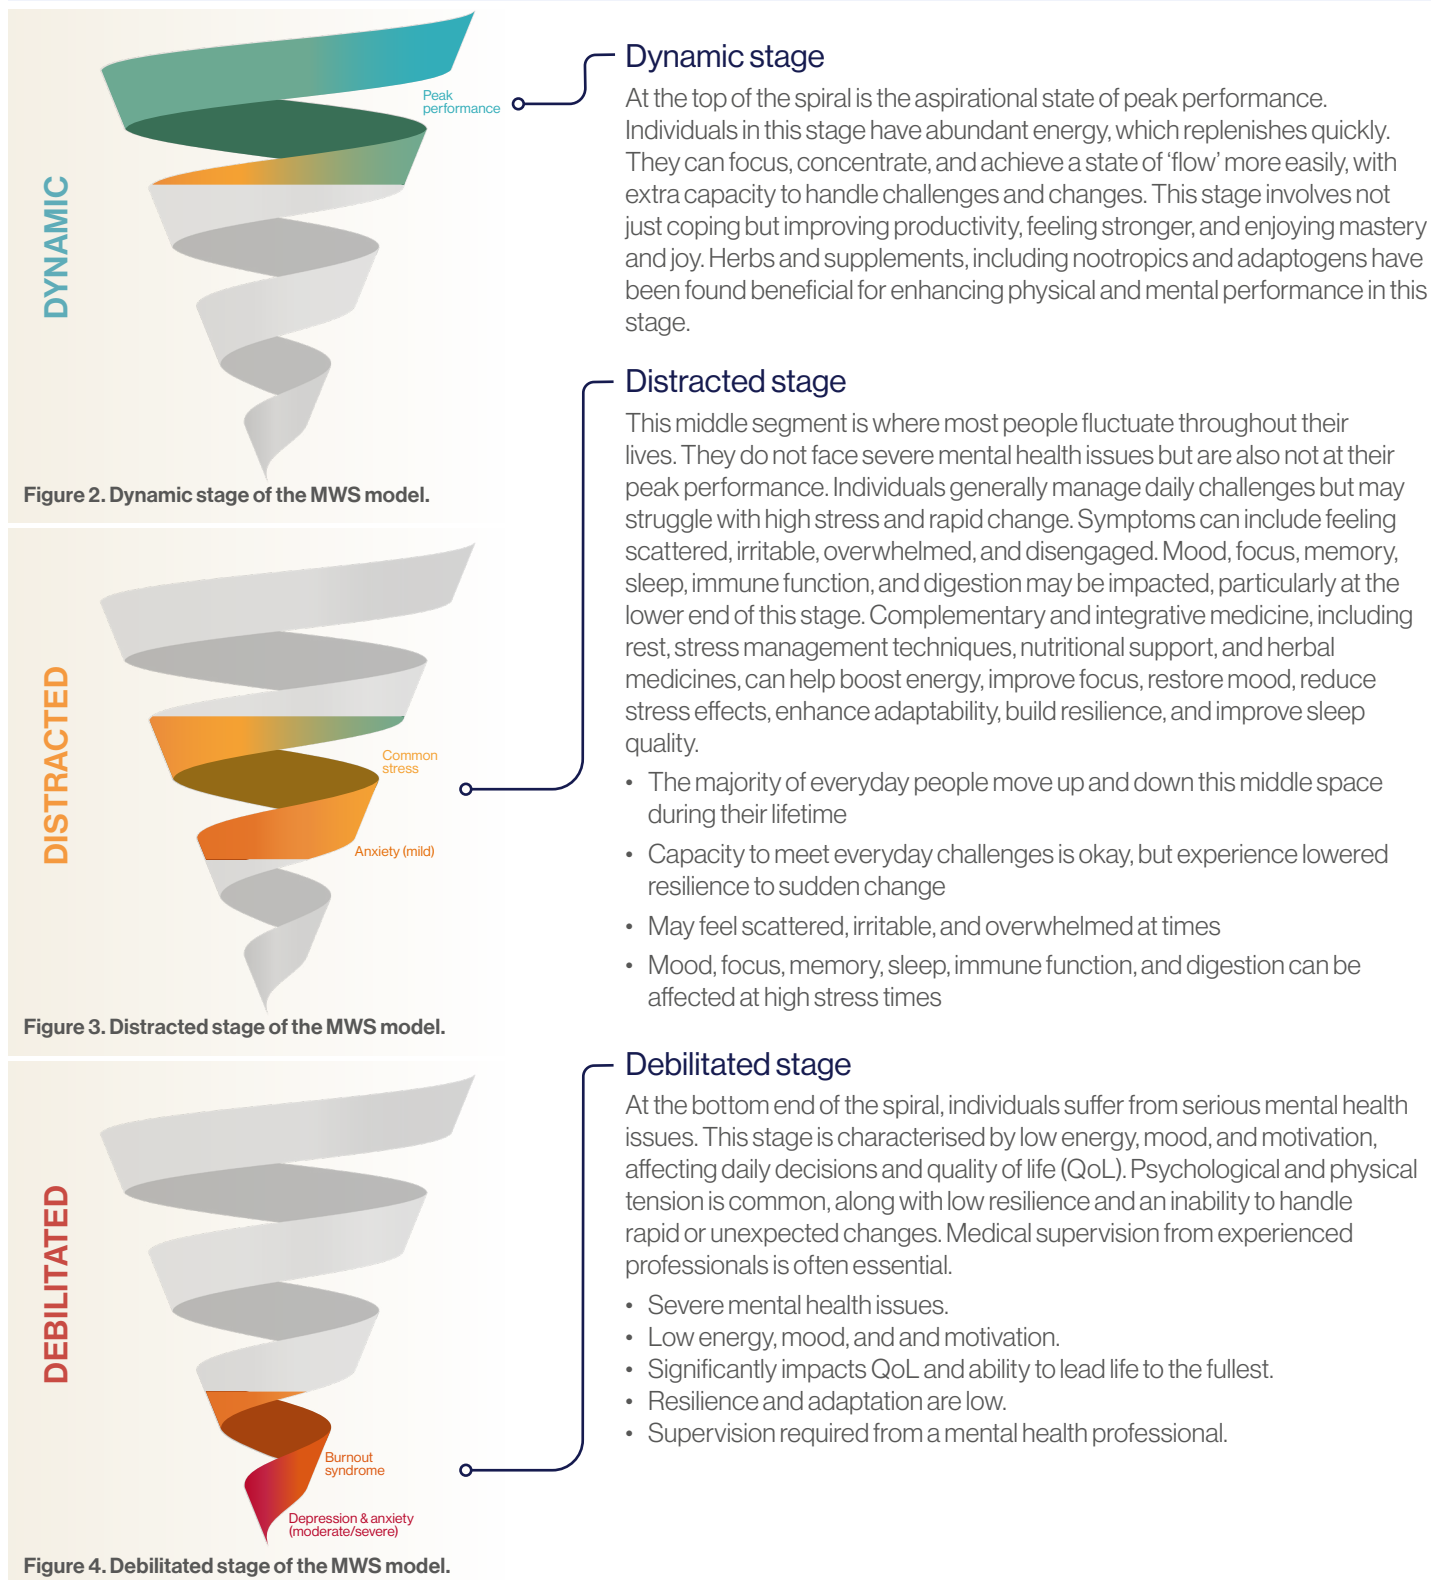 DYNAMIC
Peak
performance
Figure 2. Dynamic stage of the MWS model.
Dynamic stage
At the top of the spiral is the aspirational state of peak performance.
Individuals in this stage have abundant energy, which replenishes quickly.
They can focus, concentrate, and achieve a state of ‘flow’ more easily, with
extra capacity to handle challenges and changes. This stage involves not
just coping but improving productivity, feeling stronger, and enjoying mastery
and joy. Herbs and supplements, including nootropics and adaptogens have
been found beneficial for enhancing physical and mental performance in this
stage.
DISTRACTED
Common
stress
Anxiety (mild)
Figure 3. Distracted stage of the MWS model.
Distracted stage
This middle segment is where most people fluctuate throughout their
lives. They do not face severe mental health issues but are also not at their
peak performance. Individuals generally manage daily challenges but may
struggle with high stress and rapid change. Symptoms can include feeling
scattered, irritable, overwhelmed, and disengaged. Mood, focus, memory,
sleep, immune function, and digestion may be impacted, particularly at the
lower end of this stage. Complementary and integrative medicine, including
rest, stress management techniques, nutritional support, and herbal
medicines, can help boost energy, improve focus, restore mood, reduce
stress effects, enhance adaptability, build resilience, and improve sleep
quality.
• The majority of everyday people move up and down this middle space
during their lifetime
• Capacity to meet everyday challenges is okay, but experience lowered
resilience to sudden change
• May feel scattered, irritable, and overwhelmed at times
• Mood, focus, memory, sleep, immune function, and digestion can be
affected at high stress times
DEBILITATED
Burnout
syndrome
Depression & anxiety
(moderate/severe)
Figure 4. Debilitated stage of the MWS model.
Debilitated stage
At the bottom end of the spiral, individuals suffer from serious mental health
issues. This stage is characterised by low energy, mood, and motivation,
affecting daily decisions and quality of life (QoL). Psychological and physical
tension is common, along with low resilience and an inability to handle
rapid or unexpected changes. Medical supervision from experienced
professionals is often essential.
• Severe mental health issues.
• Low energy, mood, and and motivation.
• Significantly impacts QoL and ability to lead life to the fullest.
• Resilience and adaptation are low.
• Supervision required from a mental health professional.